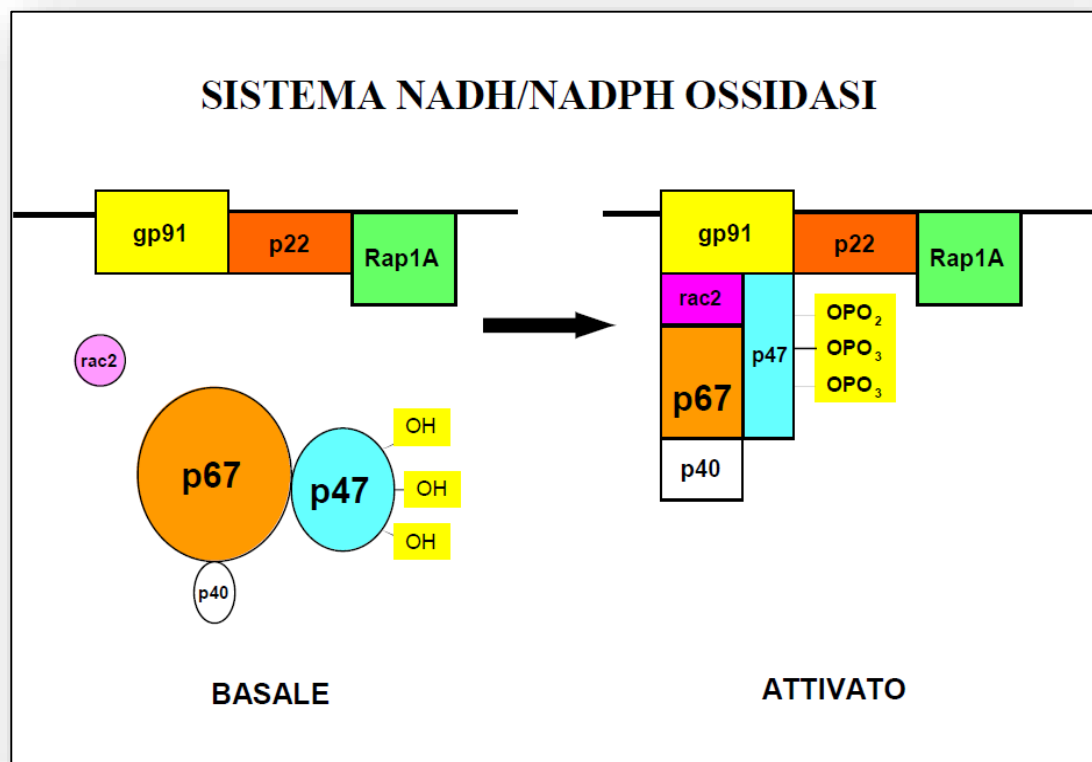 SISTEMA NADH/NADPH OSSIDASI
gp91
p22
Rap1A
rac2
p67
p47
OH
OH
OH
p40
BASALE
gp91
p22
Rap1A
rac2
p47
OPO2
OPO3
OPO3
p67
p40
ATTIVATO